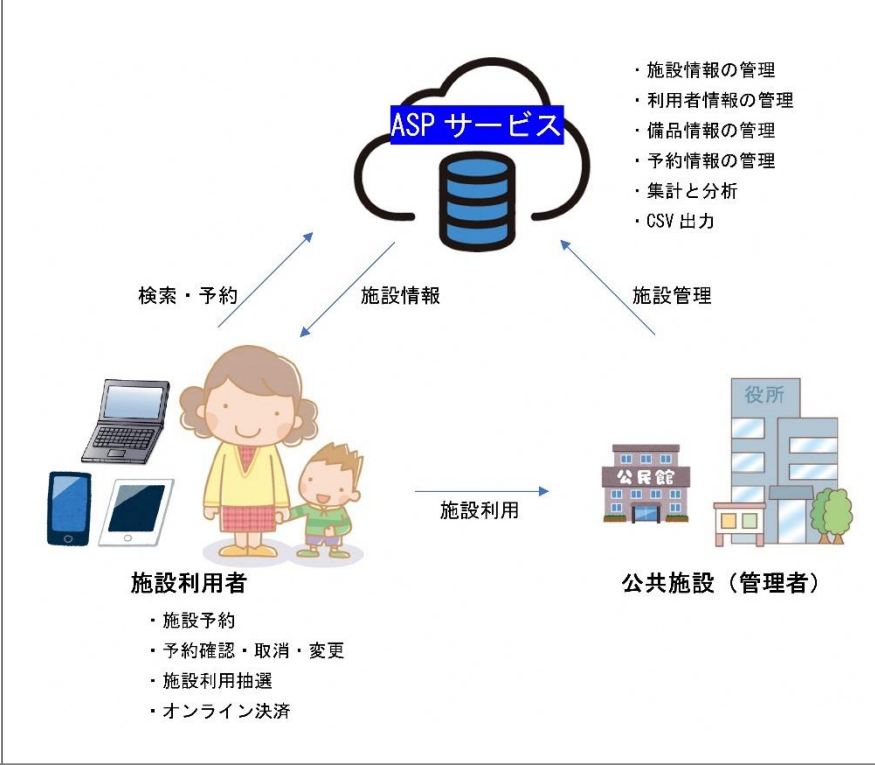 ・施設情報の管理
・利用者情報の管理
ASP サービス
・備品情報の管理
・予約情報の管理
・集計と分析
・CSV 出力
検索・予約
施設情報
施設管理
役所
公民館
施設利用
施設利用者
公共施設（管理者）
・施設予約
・予約確認・取消・変更
・施設利用抽選
・オンライン決済